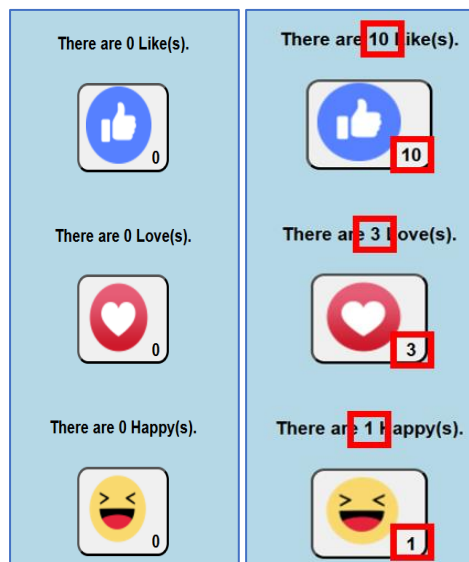 There are 0 Like(s).
0
There are 0 Love(s).
0
There are 0 Happy(s).
0
There are 10 Like(s).
10
There are 3 Love(s).
3
There are 1 Happy(s).
1